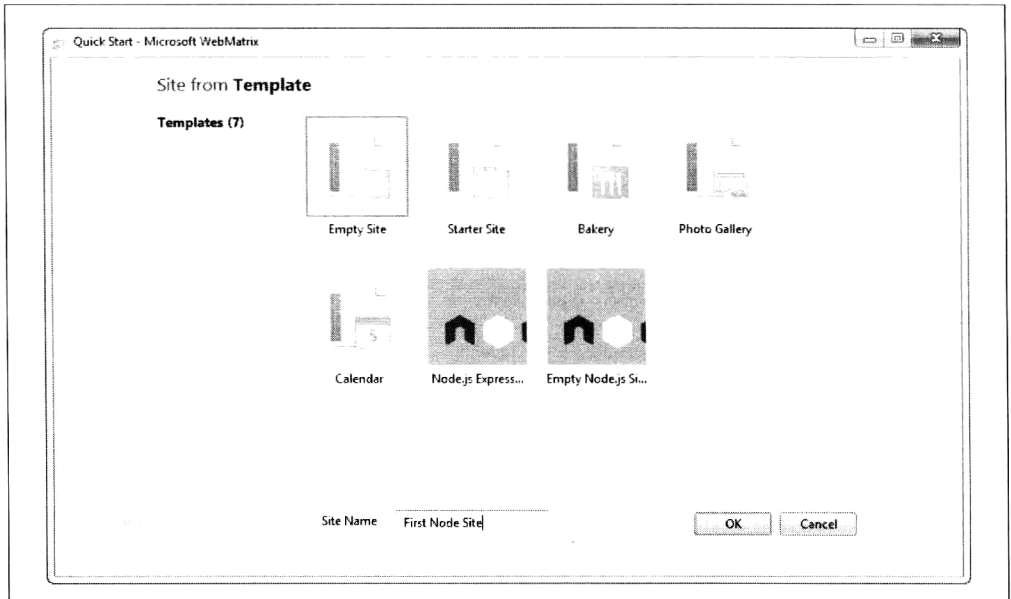 Quick Start - Microsoft WebMatrix
Site from Template
Templates (7)
Empty Site
Starter Site
Bakery
Photo Gallery
5
Calendar
Node.js Express...
Empty Node.js Si...
Site Name
First Node Site
OK
Cancel